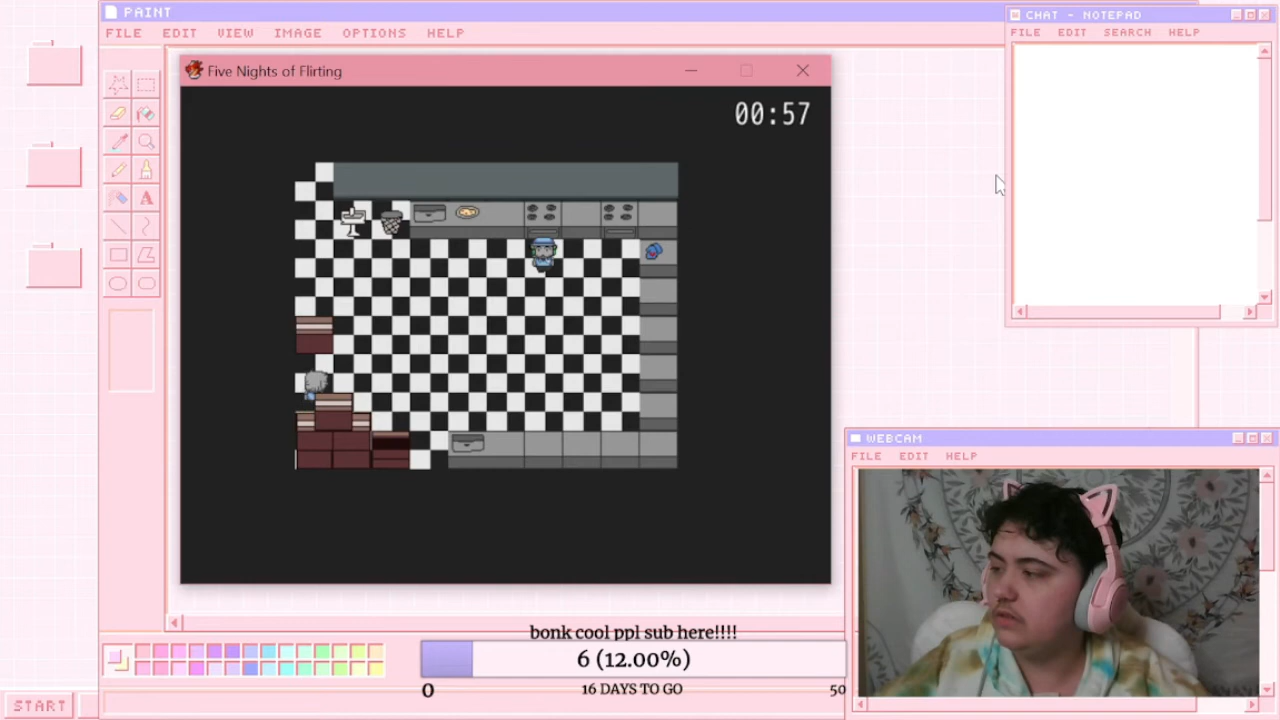 PAINT
FILE EDIT VIEW IMAGE OPTIONS HELP
Five Nights of Flirting
00:57
CHAT - NOTEPAD
FILE EDIT SEARCH HELP
WEBCAM
FILE EDIT HELP
A
bonk cool ppl sub here!!!!
6 (12.00%)
0 16 DAYS TO GO 50
START